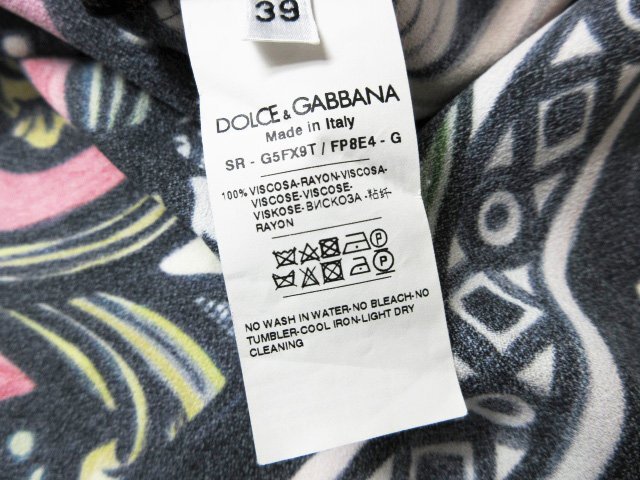 39
DOLCE & GABBANA
Made in Italy
SR - G5FX9T / FP8E4 - G
100% VISCOSA-RAYON-VISCOSA-
VISCOSE-VISCOSE-
VISKOSE-ВИСКОЗА-粘纤
RAYON
P
P
NO WASH IN WATER-NO BLEACH-NO
TUMBLER-COOL IRON-LIGHT DRY
CLEANING